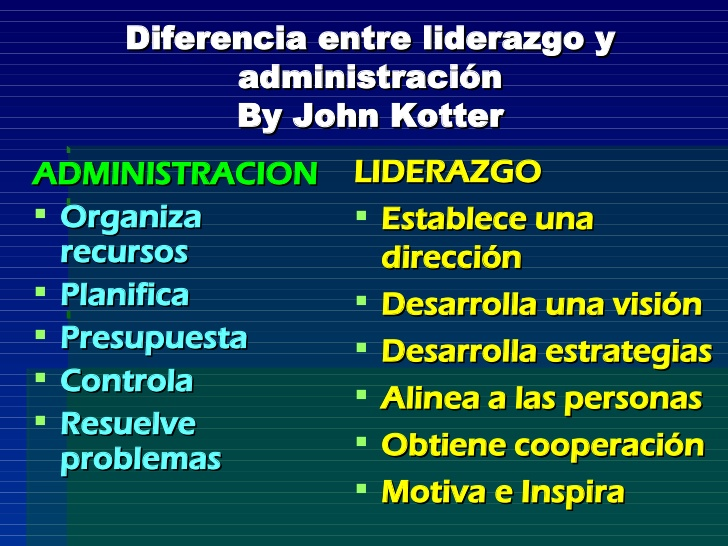 Diferencia entre liderazgo y
administración
By John Kotter
ADMINISTRACION
Organiza
recursos
Planifica
Presupuesta
Controla
Resuelve
problemas
LIDERAZGO
Establece una
dirección
Desarrolla una visión
Desarrolla estrategias
Alinea a las personas
Obtiene cooperación
Motiva e Inspira